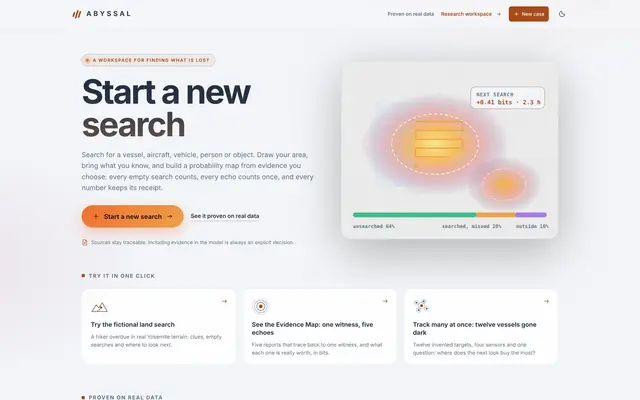 ABYSSAL
Proven on real data
Research workspace →
+ New case
A WORKSPACE FOR FINDING WHAT IS LOST
Start a new
search
Search for a vessel, aircraft, vehicle, person or object. Draw your area,
bring what you know, and build a probability map from evidence you
choose: every empty search counts, every echo counts once, and every
number keeps its receipt.
+ Start a new search →
See it proven on real data
Sources stay traceable. Including evidence in the model is always an explicit decision.
NEXT SEARCH
+0.41 bits · 2.3 h
unsearched 64%
searched, missed 20%
outside 16%
TRY IT IN ONE CLICK
→
Try the fictional land search
A hiker overdue in real Yosemite terrain: clues, empty
searches and where to look next.
→
See the Evidence Map: one witness, five
echoes
Five reports that trace back to one witness, and what
each one is really worth, in bits.
→
Track many at once: twelve vessels gone
dark
Twelve invented targets, four sensors and one
question: where does the next look buy the most?
PROVEN ON REAL DATA